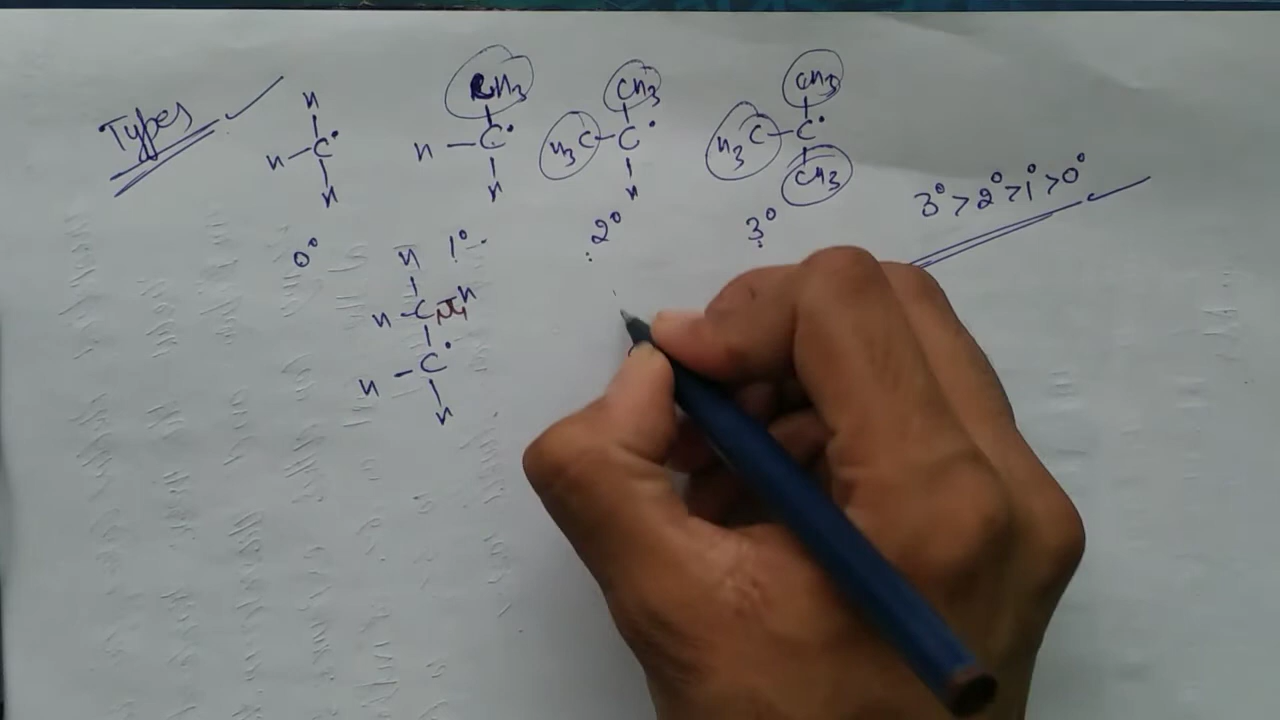 Types
H
H – C•
H
CH3
H – C•
H
CH3
H3C – C•
H
CH3
H3C – C•
CH3
3° > 2° > 1° > 0°
0°
1°
2°
3°
H
H – C H
H – C•
H